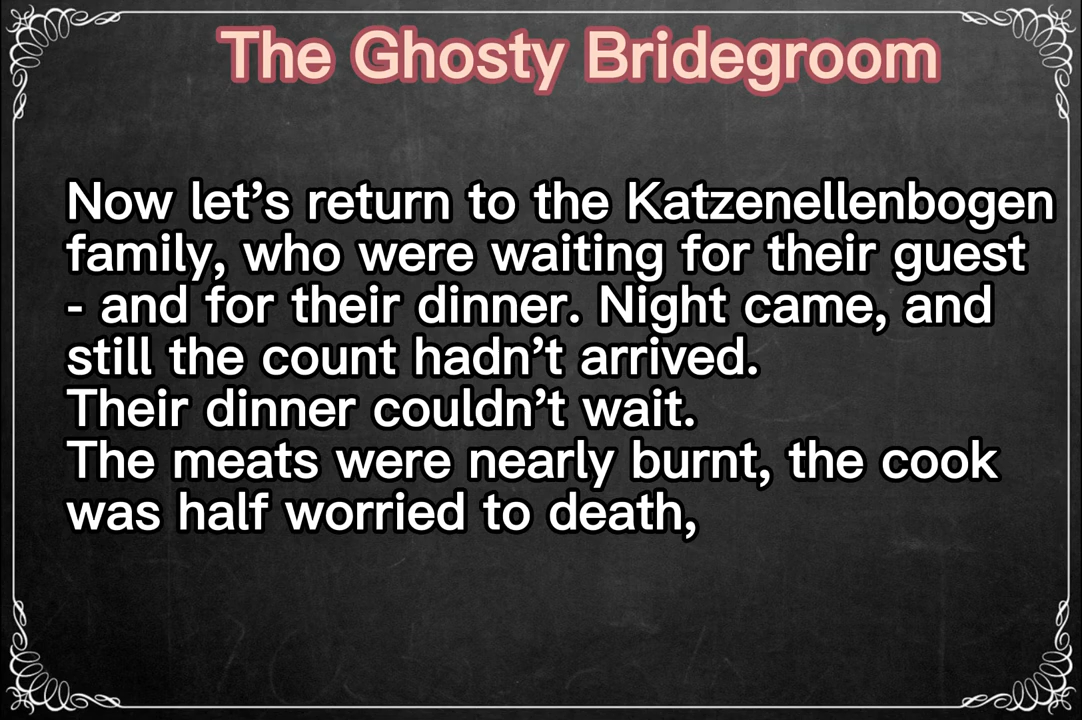 The Ghosty Bridegroom
Now let’s return to the Katzenellenbogen
family, who were waiting for their guest
- and for their dinner. Night came, and
still the count hadn’t arrived.
Their dinner couldn’t wait.
The meats were nearly burnt, the cook
was half worried to death,